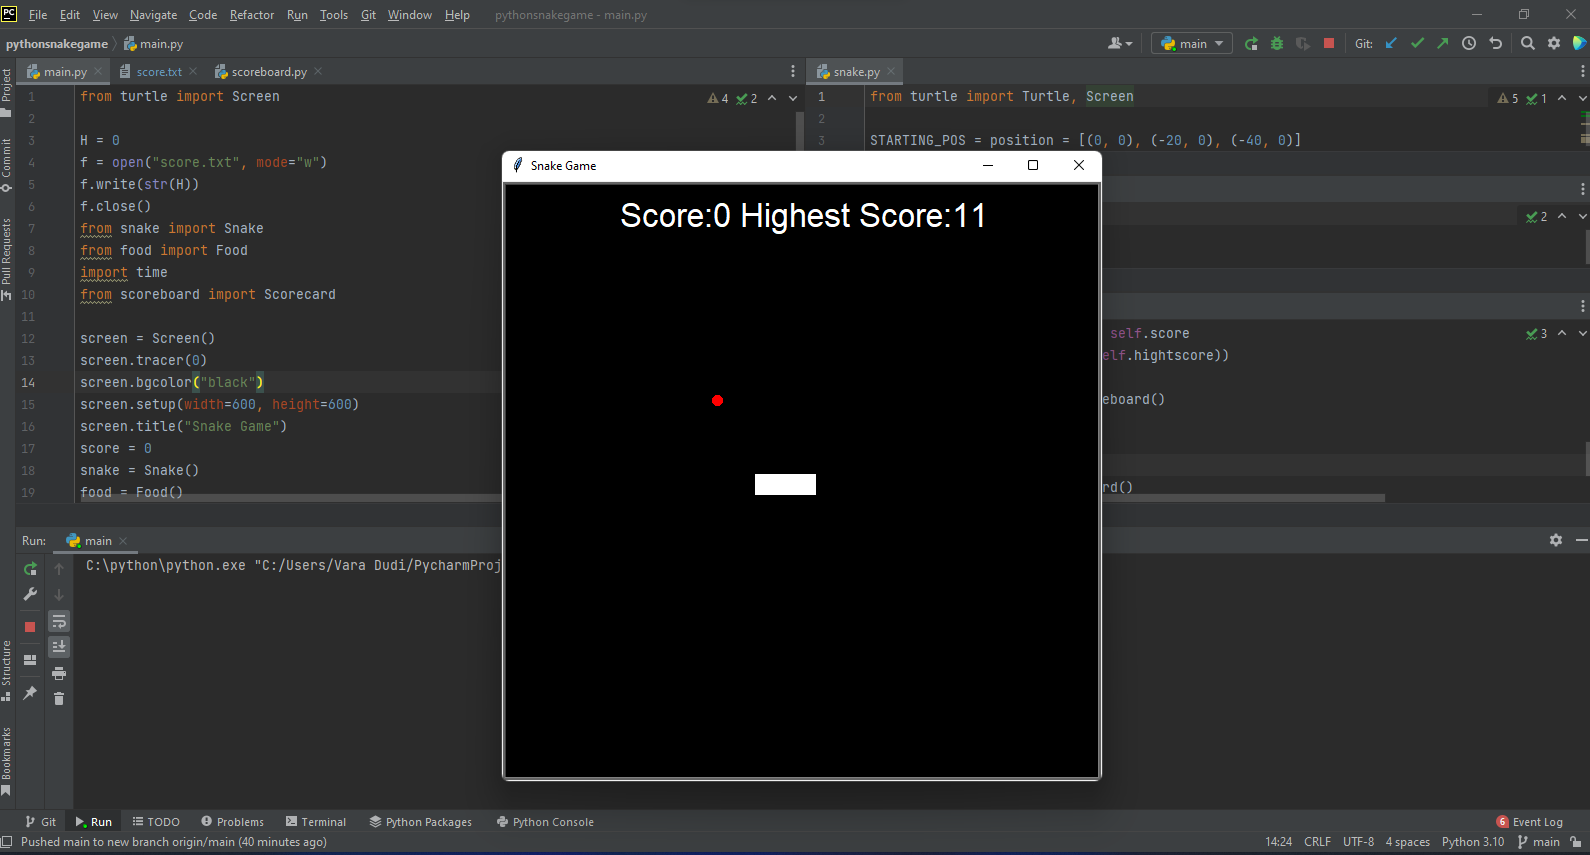 PC File Edit View Navigate Code Refactor Run Tools Git Window Help pythonsnakegame - main.py
pythonsnakegame main.py main Git:
main.py score.txt scoreboard.py snake.py
Project
Commit
Pull Requests
4 2
1 from turtle import Screen
2
3 H = 0
4 f = open("score.txt", mode="w")
5 f.write(str(H))
6 f.close()
7 from snake import Snake
8 from food import Food
9 import time
10 from scoreboard import Scorecard
11
12 screen = Screen()
13 screen.tracer(0)
14 screen.bgcolor("black")
15 screen.setup(width=600, height=600)
16 screen.title("Snake Game")
17 score = 0
18 snake = Snake()
19 food = Food()
5 1
1 from turtle import Turtle, Screen
2
3 STARTING_POS = position = [(0, 0), (-20, 0), (-40, 0)]
2
self.score
3
elf.hightscore))
eboard()
rd()
Snake Game
Score:0 Highest Score:11
Run: main
C:\python\python.exe "C:/Users/Vara Dudi/PycharmProj
Structure
Bookmarks
Git Run TODO Problems Terminal Python Packages Python Console 6 Event Log
Pushed main to new branch origin/main (40 minutes ago) 14:24 CRLF UTF-8 4 spaces Python 3.10 main